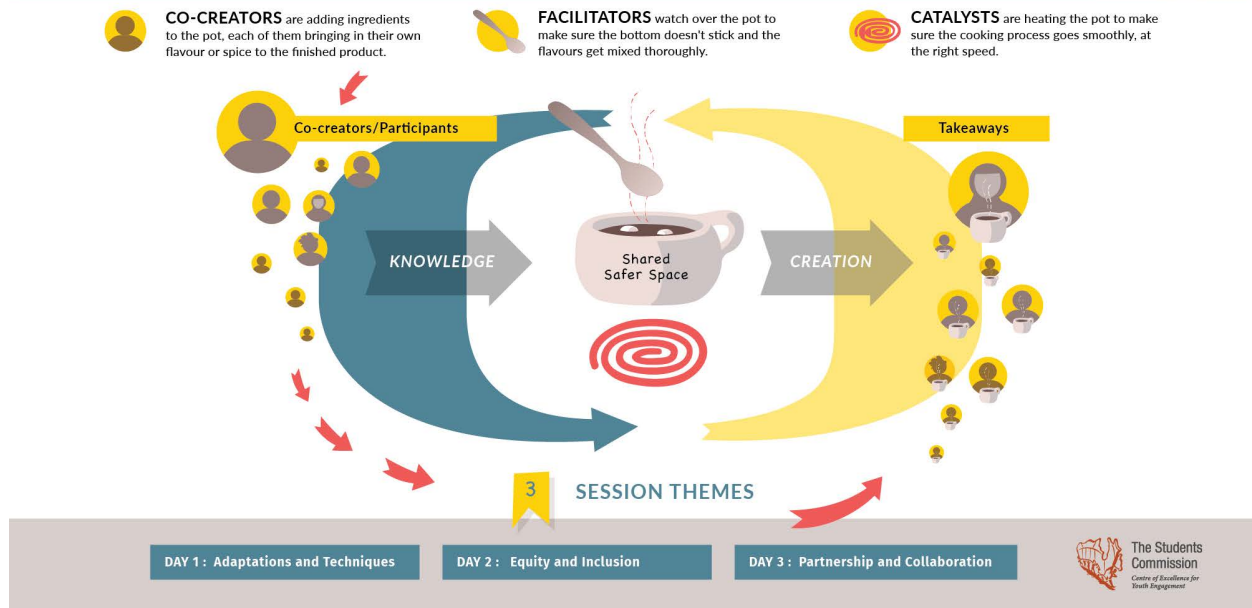 CO-CREATORS are adding ingredients
to the pot, each of them bringing in their own
flavour or spice to the finished product.
FACILITATORS watch over the pot to
make sure the bottom doesn't stick and the
flavours get mixed thoroughly.
CATALYSTS are heating the pot to make
sure the cooking process goes smoothly, at
the right speed.
Co-creators/Participants
Takeaways
KNOWLEDGE
Shared
Safer Space
CREATION
3
SESSION THEMES
DAY 1 : Adaptations and Techniques
DAY 2 : Equity and Inclusion
DAY 3 : Partnership and Collaboration
The Students
Commission
Centre of Excellence for
Youth Engagement